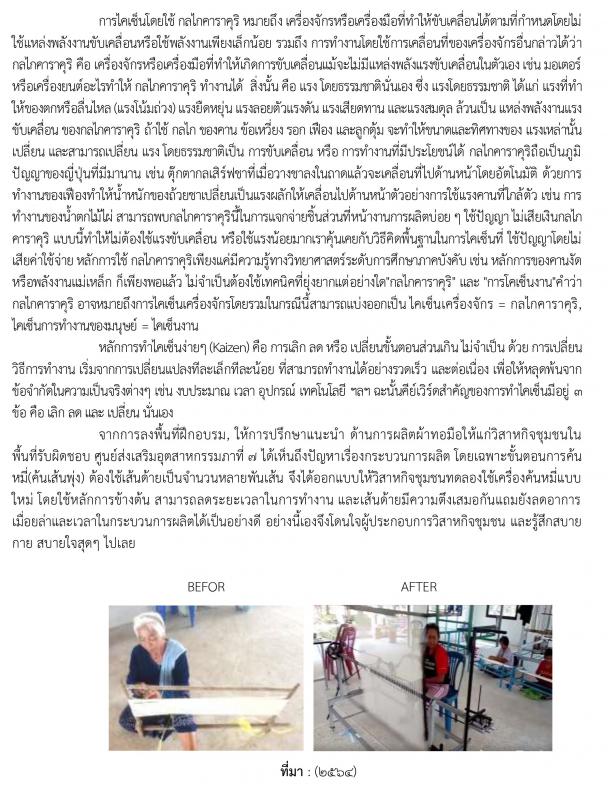 การไคเซ็นโดยใช้ กลไกคาราคุริ หมายถึง เครื่องจักรหรือเครื่องมือที่ทำให้ขับเคลื่อนได้ตามที่กำหนดโดยไม่
ใช้แหล่งพลังงานขับเคลื่อนหรือใช้พลังงานเพียงเล็กน้อย รวมถึง การทำงานโดยใช้การเคลื่อนที่ของเครื่องจักรอื่นกล่าวได้ว่า
กลไกคาราคุริ คือ เครื่องจักรหรือเครื่องมือที่ทำให้เกิดการขับเคลื่อนแม้จะไม่มีแหล่งพลังแรงขับเคลื่อนในตัวเอง เช่น มอเตอร์
หรือเครื่องยนต์อะไรทำให้ กลไกคาราคุริ ทำงานได้ สิ่งนั้น คือ แรง โดยธรรมชาตินั่นเอง ซึ่ง แรงโดยธรรมชาติ ได้แก่ แรงที่ทำ
ให้ของตกหรือลื่นไหล (แรงโน้มถ่วง) แรงยืดหยุ่น แรงลอยตัวแรงดัน แรงเสียดทาน และแรงสมดุล ล้วนเป็น แหล่งพลังงานแรง
ขับเคลื่อน ของกลไกคาราคุริ ถ้าใช้ กลไก ของคาน ข้อเหวี่ยง รอก เฟือง และลูกตุ้ม จะทำให้ขนาดและทิศทางของ แรงเหล่านั้น
เปลี่ยน และสามารถเปลี่ยน แรง โดยธรรมชาติเป็น การขับเคลื่อน หรือ การทำงานที่มีประโยชน์ได้ กลไกคาราคุริถือเป็นภูมิ
ปัญญาของญี่ปุ่นที่มีมานาน เช่น ตุ๊กตากลเสิร์ฟชาที่เมื่อวางชาลงในถาดแล้วจะเคลื่อนที่ไปด้านหน้าโดยอัตโนมัติ ด้วยการ
ทำงานของเฟืองทำให้น้ำหนักของถ้วยชาเปลี่ยนเป็นแรงผลักให้เคลื่อนไปด้านหน้าตัวอย่างการใช้แรงคานที่ใกล้ตัว เช่น การ
ทำงานของน้ำตกไม้ไผ่ สามารถพบกลไกคาราคุรินี้ในการแจกจ่ายชิ้นส่วนที่หน้างานการผลิตบ่อย ๆ ใช้ปัญญา ไม่เสียเงินกลไก
คาราคุริ แบบนี้ทำให้ไม่ต้องใช้แรงขับเคลื่อน หรือใช้แรงน้อยมากเราคุ้นเคยกับวิธีคิดพื้นฐานในการไคเซ็นที่ ใช้ปัญญาโดยไม่
เสียค่าใช้จ่าย หลักการใช้ กลไกคาราคุริเพียงแค่มีความรู้ทางวิทยาศาสตร์ระดับการศึกษาภาคบังคับ เช่น หลักการของคานงัด
หรือพลังงานแม่เหล็ก ก็เพียงพอแล้ว ไม่จำเป็นต้องใช้เทคนิคที่ยุ่งยากแต่อย่างใด"กลไกคาราคุริ" และ "การไคเซ็นงาน"คำว่า
กลไกคาราคุริ อาจหมายถึงการไคเซ็นเครื่องจักรโดยรวมในกรณีนี้สามารถแบ่งออกเป็น ไคเซ็นเครื่องจักร = กลไกคาราคุริ,
ไคเซ็นการทำงานของมนุษย์ = ไคเซ็นงาน
หลักการทำไคเซ็นง่ายๆ (Kaizen) คือ การเลิก ลด หรือ เปลี่ยนขั้นตอนส่วนเกิน ไม่จำเป็น ด้วย การเปลี่ยน
วิธีการทำงาน เริ่มจากการเปลี่ยนแปลงทีละเล็กทีละน้อย ที่สามารถทำงานได้อย่างรวดเร็ว และต่อเนื่อง เพื่อให้หลุดพ้นจาก
ข้อจำกัดในความเป็นจริงต่างๆ เช่น งบประมาณ เวลา อุปกรณ์ เทคโนโลยี ฯลฯ ฉะนั้นคีย์เวิร์ดสำคัญของการทำไคเซ็นมีอยู่ ๓
ข้อ คือ เลิก ลด และ เปลี่ยน นั่นเอง
จากการลงพื้นที่ฝึกอบรม, ให้การปรึกษาแนะนำ ด้านการผลิตผ้าทอมือให้แก่วิสาหกิจชุมชนใน
พื้นที่รับผิดชอบ ศูนย์ส่งเสริมอุตสาหกรรมภาคที่ ๗ ได้เห็นถึงปัญหาเรื่องกระบวนการผลิต โดยเฉพาะขั้นตอนการค้น
หมี่(ค้นเส้นพุ่ง) ต้องใช้เส้นด้ายเป็นจำนวนหลายพันเส้น จึงได้ออกแบบให้วิสาหกิจชุมชนทดลองใช้เครื่องค้นหมี่แบบ
ใหม่ โดยใช้หลักการข้างต้น สามารถลดระยะเวลาในการทำงาน และเส้นด้ายมีความตึงเสมอกันแถมยังลดอาการ
เมื่อยล่าและเวลาในกระบวนการผลิตได้เป็นอย่างดี อย่างนี้เองจึงโดนใจผู้ประกอบการวิสาหกิจชุมชน และรู้สึกสบาย
กาย สบายใจสุดๆ ไปเลย
BEFOR AFTER
ที่มา : (๒๕๖๔)